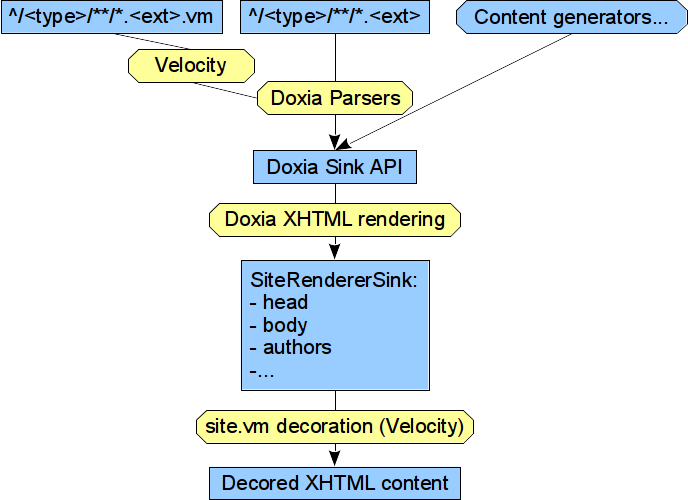 ^/<type>/**/*.<ext>.vm
^/<type>/**/*.<ext>
Content generators...
Velocity
Doxia Parsers
Doxia Sink API
Doxia XHTML rendering
SiteRendererSink:
- head
- body
- authors
-...
site.vm decoration (Velocity)
Decored XHTML content